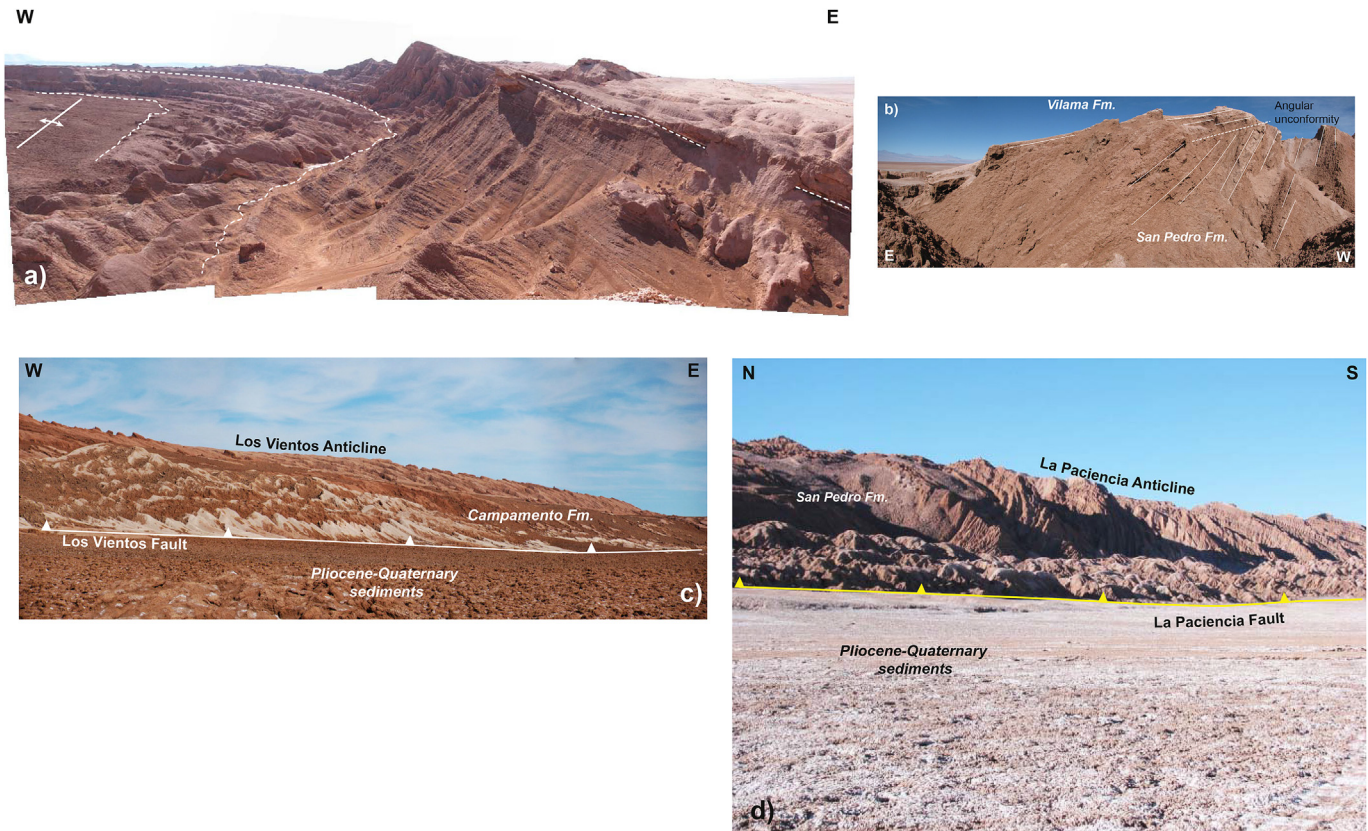 W
E
a)
b)
Vilama Fm.
Angular
unconformity
San Pedro Fm.
E
W
W
E
Los Vientos Anticline
Campamento Fm.
Los Vientos Fault
Pliocene-Quaternary
sediments
c)
N
S
La Paciencia Anticline
San Pedro Fm.
La Paciencia Fault
Pliocene-Quaternary
sediments
d)